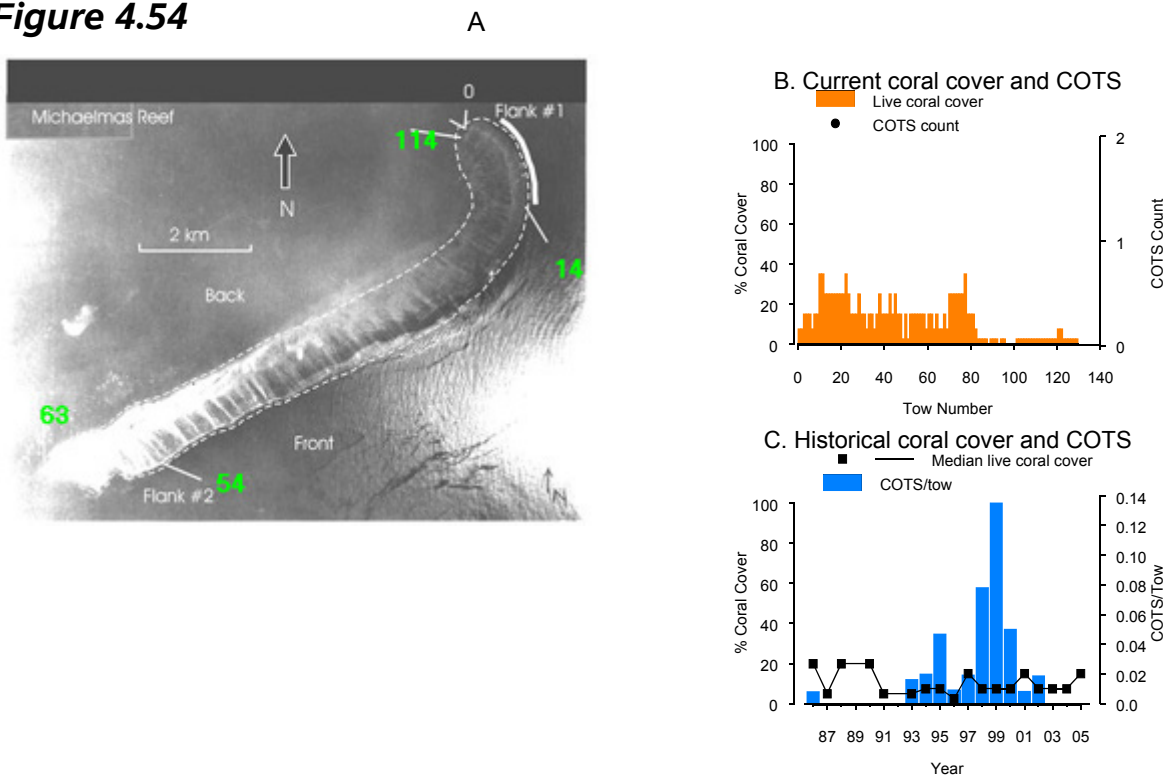 Figure 4.54
A
0
Flank #1
Michaelmas Reef
114
N
2 km
14
Back
63
Front
54
Flank #2
N
B. Current coral cover and COTS
Live coral cover
COTS count
100
80
60
40
20
0
% Coral Cover
2
1
0
COTS Count
0 20 40 60 80 100 120 140
Tow Number
C. Historical coral cover and COTS
Median live coral cover
COTS/tow
100
80
60
40
20
0
% Coral Cover
0.14
0.12
0.10
0.08
0.06
0.04
0.02
0.0
COTS/Tow
87 89 91 93 95 97 99 01 03 05
Year